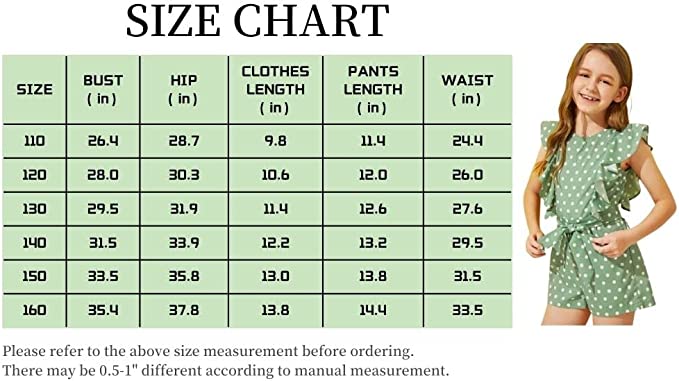 SIZE CHART
SIZE BUST ( in) HIP ( in) CLOTHES LENGTH ( in) PANTS LENGTH ( in) WAIST ( in)
110 26.4 28.7 9.8 11.4 24.4
120 28.0 30.3 10.6 12.0 26.0
130 29.5 31.9 11.4 12.6 27.6
140 31.5 33.9 12.2 13.2 29.5
150 33.5 35.8 13.0 13.8 31.5
160 35.4 37.8 13.8 14.4 33.5
Please refer to the above size measurement before ordering.
There may be 0.5-1" different according to manual measurement.